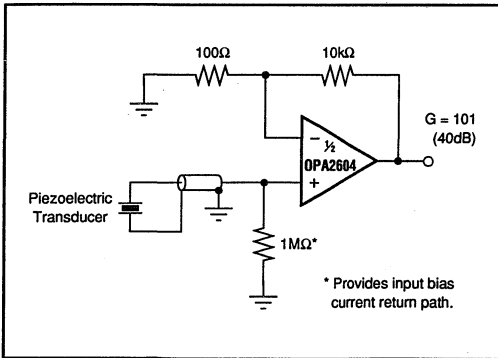 100Ω
10kΩ
G = 101
(40dB)
–
½
OPA2604
+
Piezoelectric
Transducer
1MΩ*
* Provides input bias
current return path.